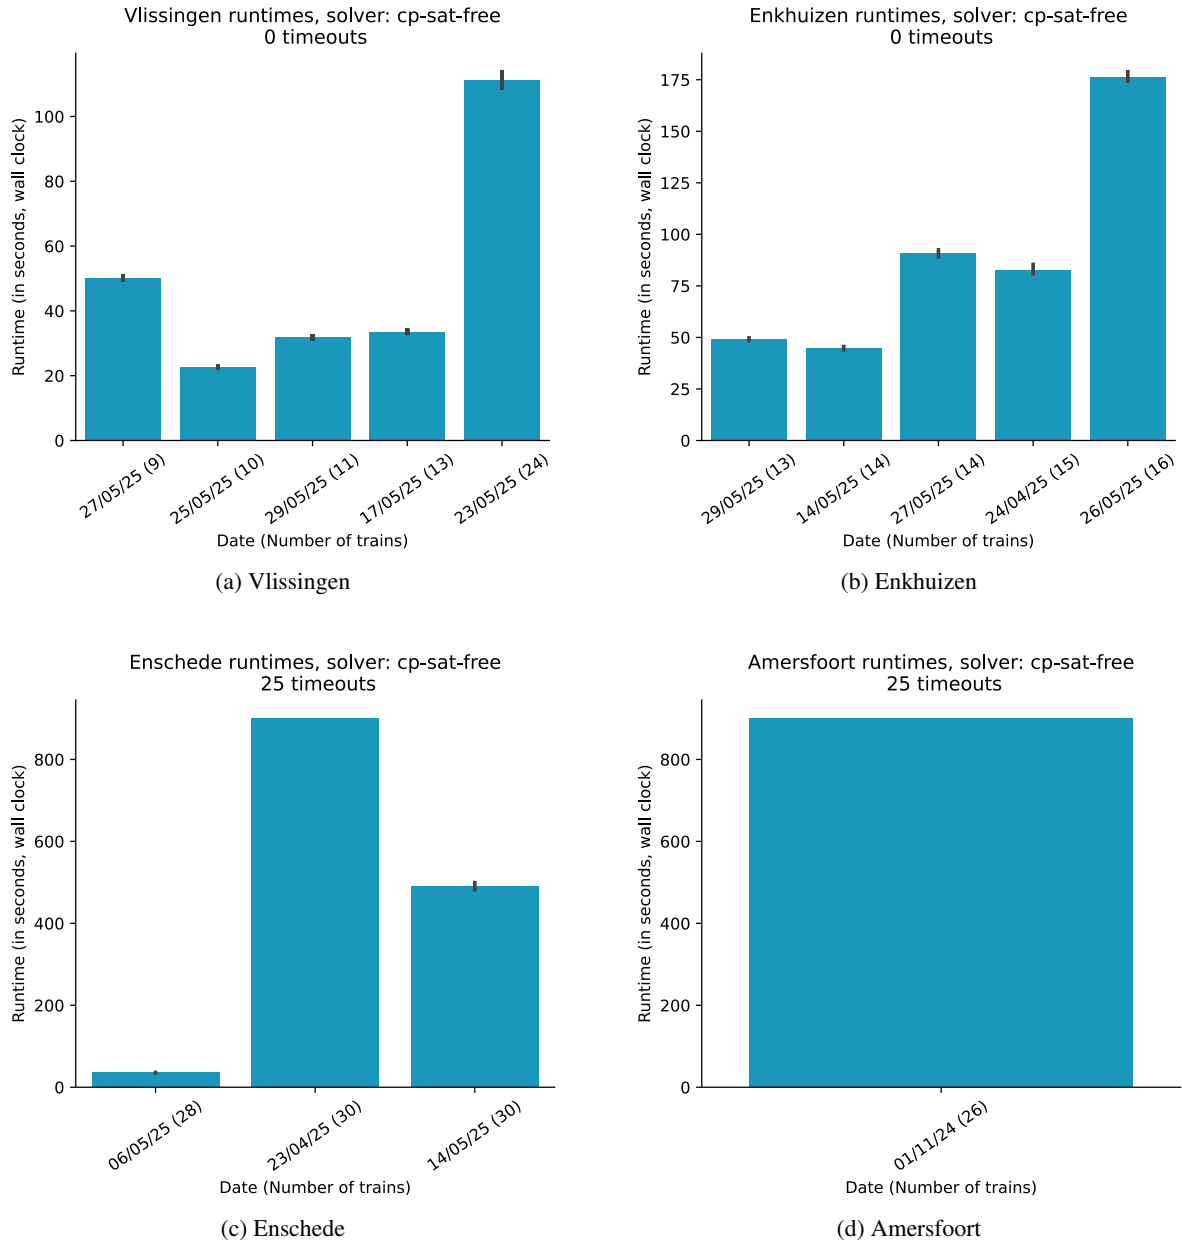 Vlissingen runtimes, solver: cp-sat-free
0 timeouts
Runtime (in seconds, wall clock)
100
80
60
40
20
0
27/05/25 (9)
25/05/25 (10)
29/05/25 (11)
17/05/25 (13)
23/05/25 (24)
Date (Number of trains)
(a) Vlissingen
Enkhuizen runtimes, solver: cp-sat-free
0 timeouts
Runtime (in seconds, wall clock)
175
150
125
100
75
50
25
0
29/05/25 (13)
14/05/25 (14)
27/05/25 (14)
24/04/25 (15)
26/05/25 (16)
Date (Number of trains)
(b) Enkhuizen
Enschede runtimes, solver: cp-sat-free
25 timeouts
Runtime (in seconds, wall clock)
800
600
400
200
0
06/05/25 (28)
23/04/25 (30)
14/05/25 (30)
Date (Number of trains)
(c) Enschede
Amersfoort runtimes, solver: cp-sat-free
25 timeouts
Runtime (in seconds, wall clock)
800
600
400
200
0
01/11/24 (26)
Date (Number of trains)
(d) Amersfoort